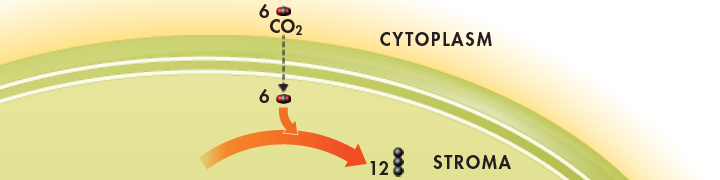 6
CO₂
CYTOPLASM
6
12
STROMA